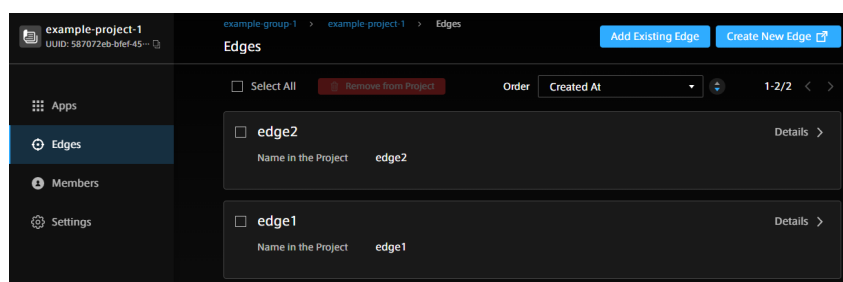 example-project-1
UUID: 587072eb-bfef-45···
Apps
Edges
Members
Settings
example-group-1 > example-project-1 > Edges
Edges
Add Existing Edge
Create New Edge
Select All
Remove from Project
Order
Created At
1-2/2
edge2
Details
Name in the Project edge2
edge1
Details
Name in the Project edge1